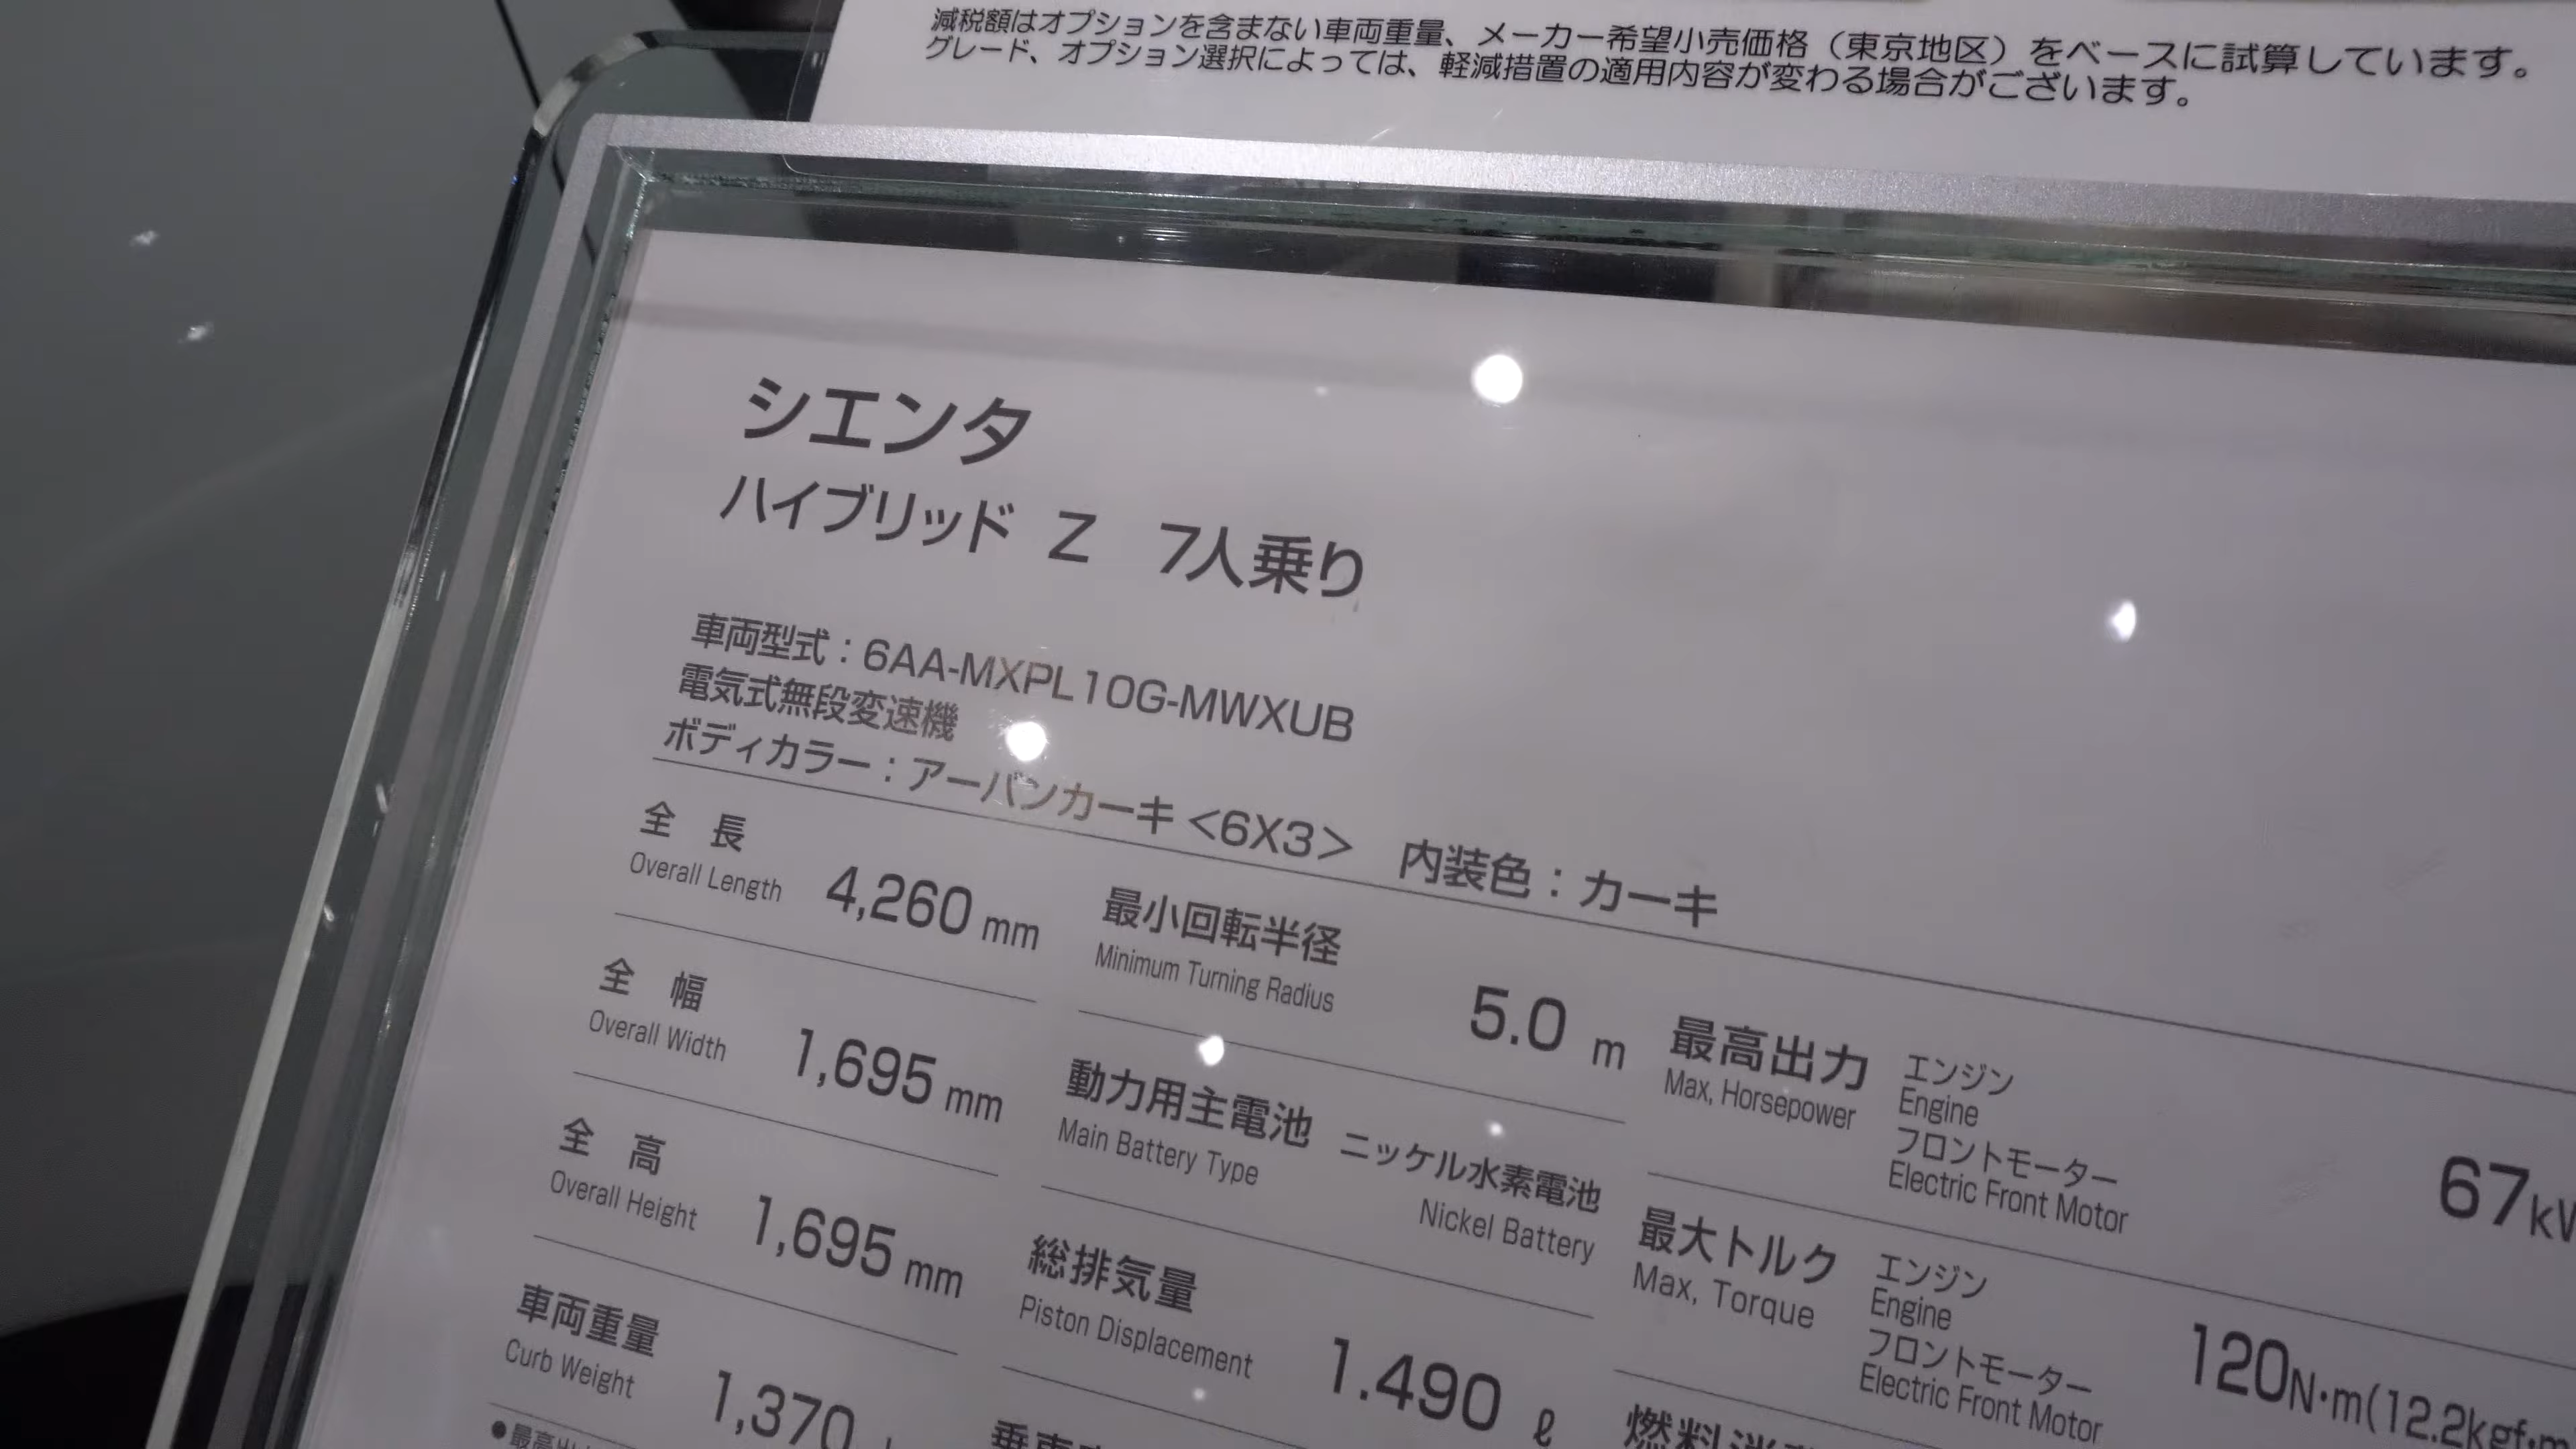 減税額はオプションを含まない車両重量、メーカー希望小売価格（東京地区）をベースに試算しています。
グレード、オプション選択によっては、軽減措置の適用内容が変わる場合がございます。
シエンタ
ハイブリッド Z 7人乗り
車両型式：6AA-MXPL10G-MWXUB
電気式無段変速機
ボディカラー：アーバンカーキ<6X3> 内装色：カーキ
全長
Overall Length
4,260 mm
全幅
Overall Width
1,695 mm
全高
Overall Height
1,695 mm
車両重量
Curb Weight
1,370
最小回転半径
Minimum Turning Radius
5.0 m
動力用主電池
Main Battery Type
ニッケル水素電池
Nickel Battery
総排気量
Piston Displacement
1.490 ℓ
最高出力
Max, Horsepower
エンジン
Engine
67kW
フロントモーター
Electric Front Motor
最大トルク
Max, Torque
エンジン
Engine
120N･m(12.2kgf･m
フロントモーター
Electric Front Motor